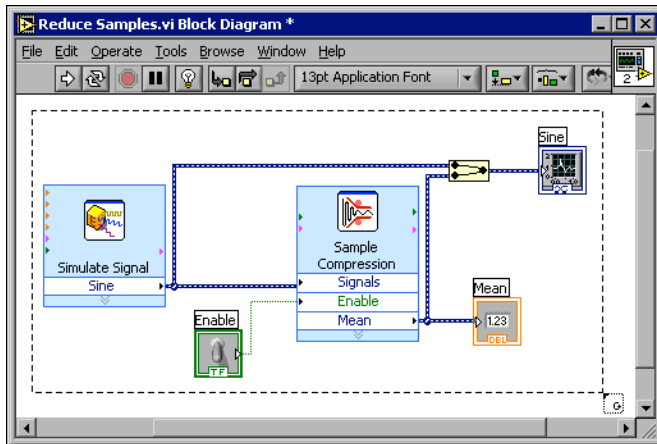 Reduce Samples.vi Block Diagram *
File Edit Operate Tools Browse Window Help
13pt Application Font
2
Sine
Simulate Signal
Sine
Sample
Compression
Signals
Enable
Mean
Enable
TF
Mean
1.23
DBL